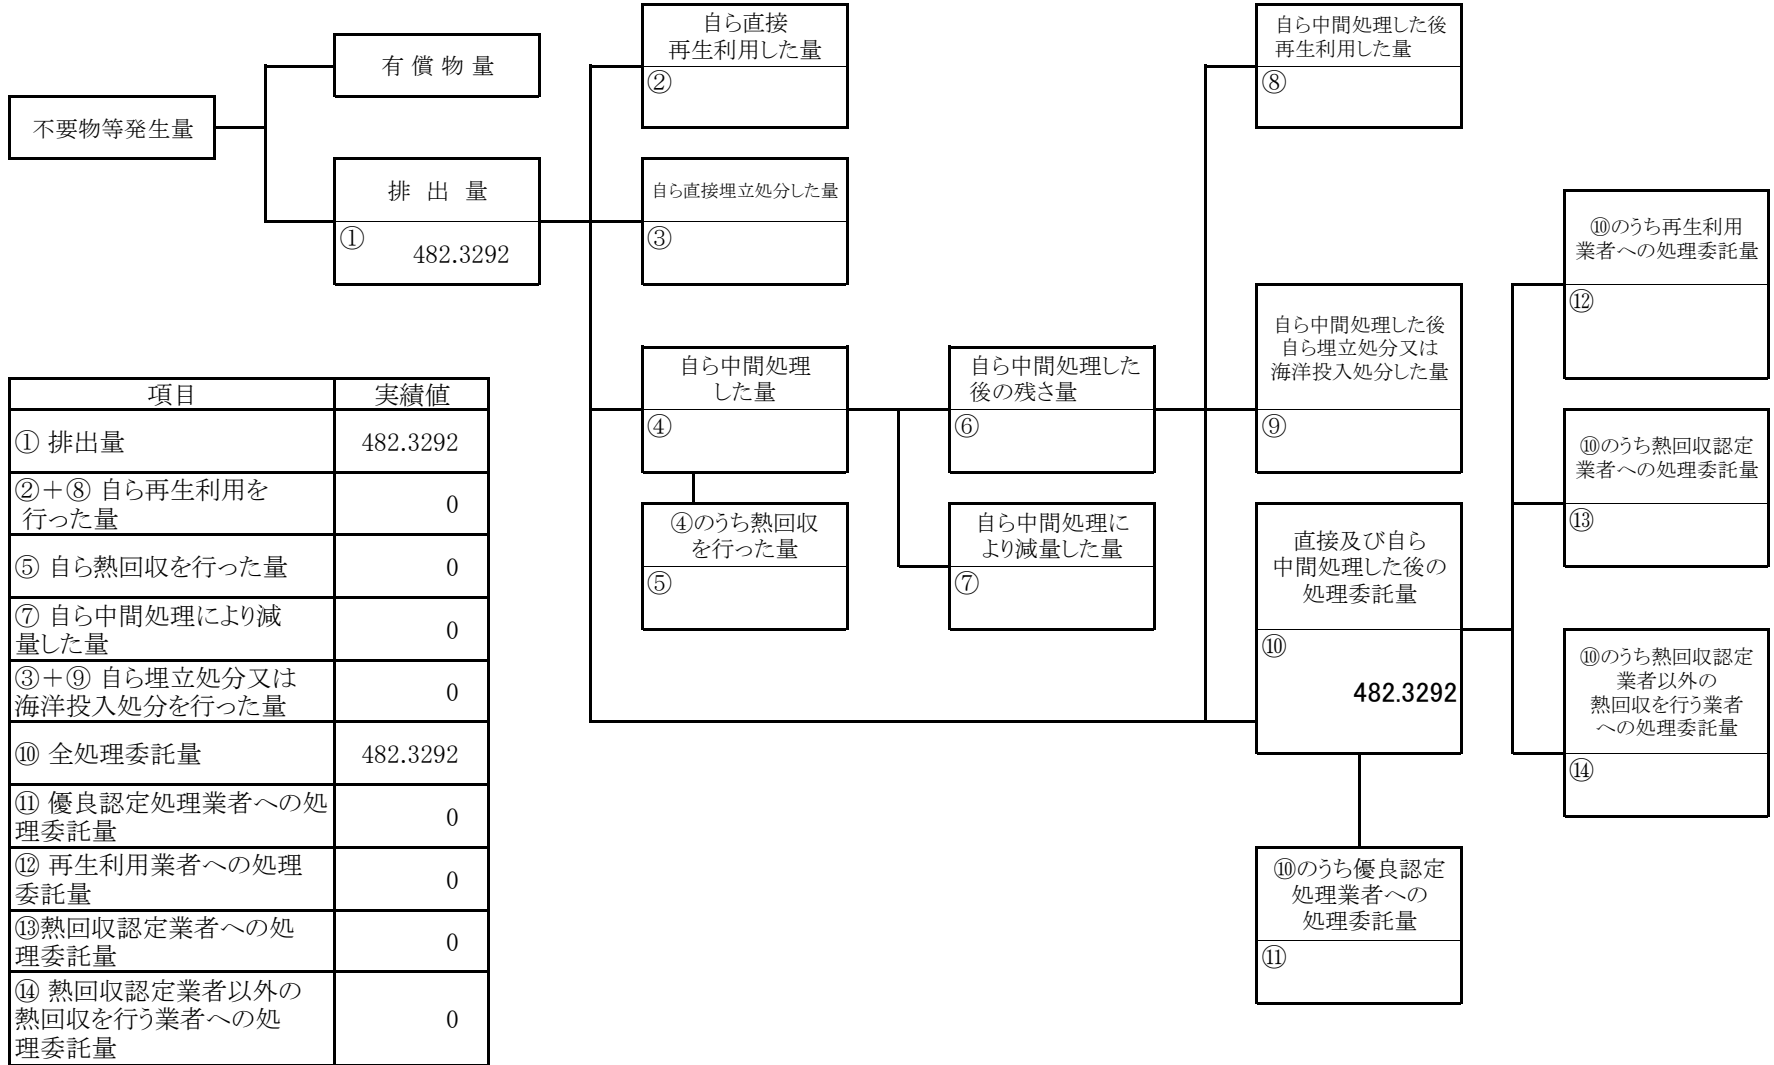 不要物等発生量
有 償 物 量
排 出 量
①
482.3292
自ら直接
再生利用した量
②
自ら直接埋立処分した量
③
自ら中間処理
した量
④
④のうち熱回収
を行った量
⑤
自ら中間処理した
後の残さ量
⑥
自ら中間処理に
より減量した量
⑦
自ら中間処理した後
再生利用した量
⑧
自ら中間処理した後
自ら埋立処分又は
海洋投入処分した量
⑨
直接及び自ら
中間処理した後の
処理委託量
⑩
482.3292
⑩のうち優良認定
処理業者への
処理委託量
⑪
⑩のうち再生利用
業者への処理委託量
⑫
⑩のうち熱回収認定
業者への処理委託量
⑬
⑩のうち熱回収認定
業者以外の
熱回収を行う業者
への処理委託量
⑭
項目 実績値
① 排出量 482.3292
②+⑧ 自ら再生利用を
行った量 0
⑤ 自ら熱回収を行った量 0
⑦ 自ら中間処理により減
量した量 0
③+⑨ 自ら埋立処分又は
海洋投入処分を行った量 0
⑩ 全処理委託量 482.3292
⑪ 優良認定処理業者への処
理委託量 0
⑫ 再生利用業者への処理
委託量 0
⑬熱回収認定業者への処
理委託量 0
⑭ 熱回収認定業者以外の
熱回収を行う業者への処
理委託量 0